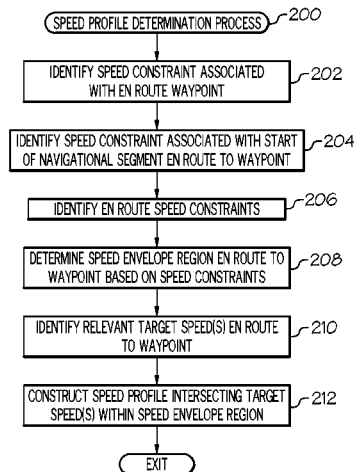 SPEED PROFILE DETERMINATION PROCESS 200
IDENTIFY SPEED CONSTRAINT ASSOCIATED
WITH EN ROUTE WAYPOINT 202
IDENTIFY SPEED CONSTRAINT ASSOCIATED WITH START
OF NAVIGATIONAL SEGMENT EN ROUTE TO WAYPOINT 204
IDENTIFY EN ROUTE SPEED CONSTRAINTS 206
DETERMINE SPEED ENVELOPE REGION EN ROUTE TO
WAYPOINT BASED ON SPEED CONSTRAINTS 208
IDENTIFY RELEVANT TARGET SPEED(S) EN ROUTE
TO WAYPOINT 210
CONSTRUCT SPEED PROFILE INTERSECTING TARGET
SPEED(S) WITHIN SPEED ENVELOPE REGION 212
EXIT